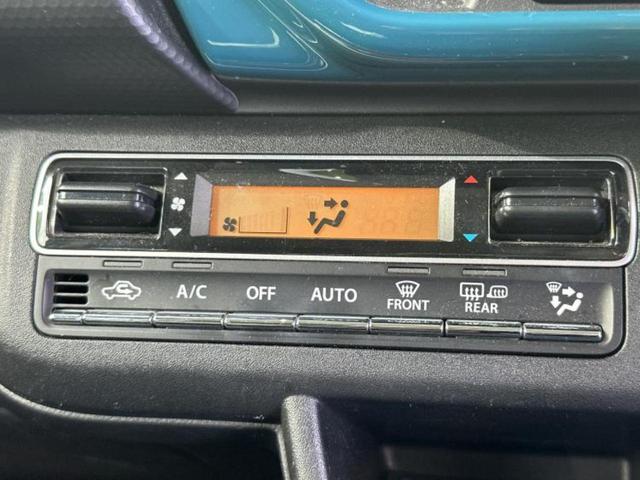 A/C OFF AUTO FRONT REAR